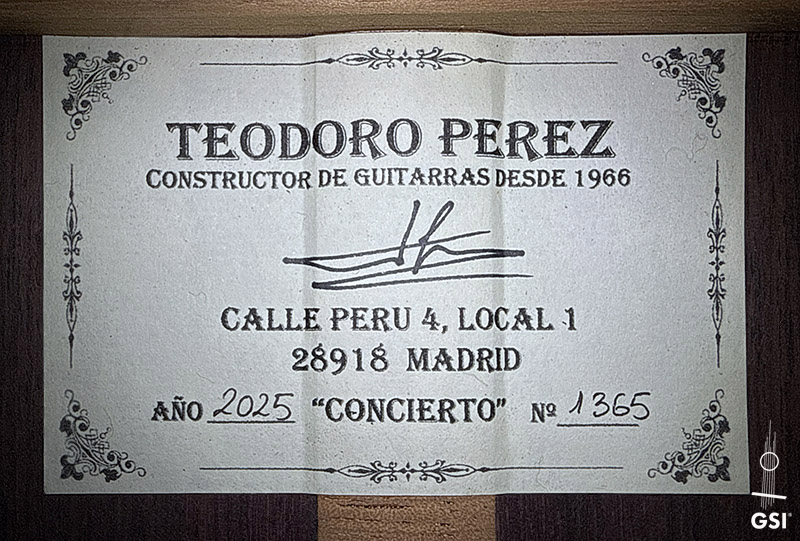 TEODORO PEREZ
CONSTRUCTOR DE GUITARRAS DESDE 1966
CALLE PERU 4, LOCAL 1
28918 MADRID
AÑO 2025 “CONCIERTO” Nº 1365
GSI